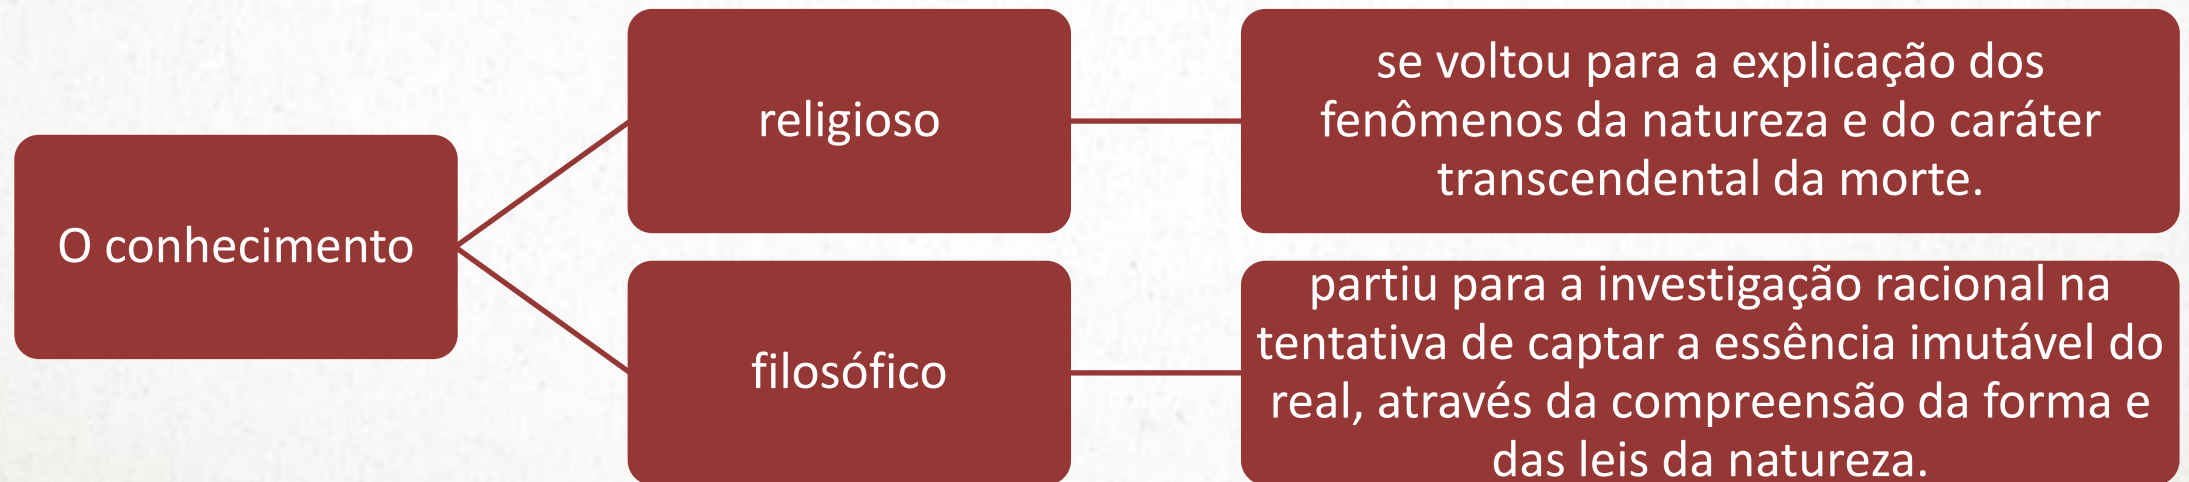 O conhecimento
religioso
se voltou para a explicação dos
fenômenos da natureza e do caráter
transcendental da morte.
filosófico
partiu para a investigação racional na
tentativa de captar a essência imutável do
real, através da compreensão da forma e
das leis da natureza.